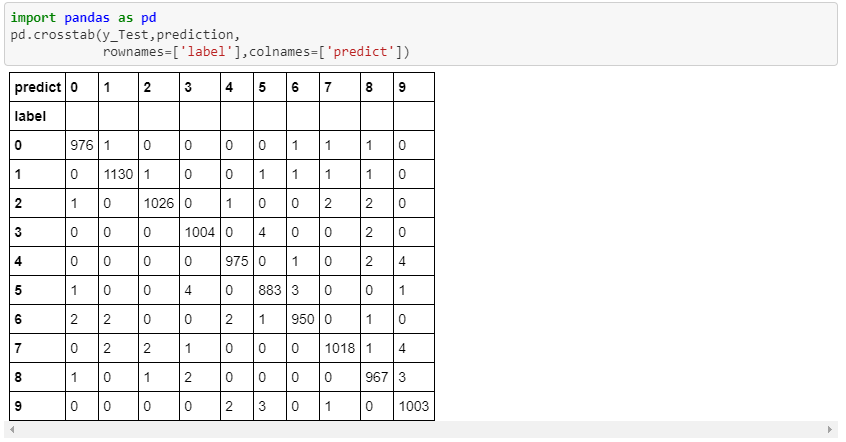 import pandas as pd
pd.crosstab(y_Test,prediction,
rownames=['label'],colnames=['predict'])
predict 0 1 2 3 4 5 6 7 8 9
label
0 976 1 0 0 0 0 1 1 1 0
1 0 1130 1 0 0 1 1 1 1 0
2 1 0 1026 0 1 0 0 2 2 0
3 0 0 0 1004 0 4 0 0 2 0
4 0 0 0 0 975 0 1 0 2 4
5 1 0 0 4 0 883 3 0 0 1
6 2 2 0 0 2 1 950 0 1 0
7 0 2 2 1 0 0 0 1018 1 4
8 1 0 1 2 0 0 0 0 967 3
9 0 0 0 0 2 3 0 1 0 1003